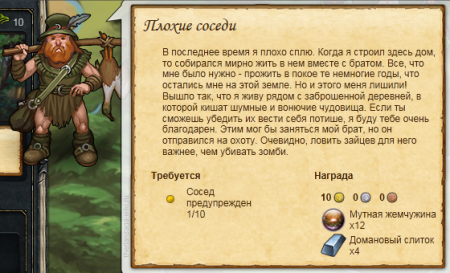 10
Плохие соседи
В последнее время я плохо сплю. Когда я строил здесь дом,
то собирался мирно жить в нем вместе с братом. Все, что
мне было нужно - прожить в покое те немногие годы, что
остались мне на этой земле. Но и этого меня лишили!
Вышло так, что я живу рядом с заброшенной деревней, в
которой кишат шумные и вонючие чудовища. Если ты
сможешь убедить их вести себя потише, я буду тебе очень
благодарен. Этим мог бы заняться мой брат, но он
отправился на охоту. Очевидно, ловить зайцев для него
важнее, чем убивать зомби.
Требуется
Сосед
предупрежден
1/10
Награда
10 0 0
Мутная жемчужина
x12
Домановый слиток
x4